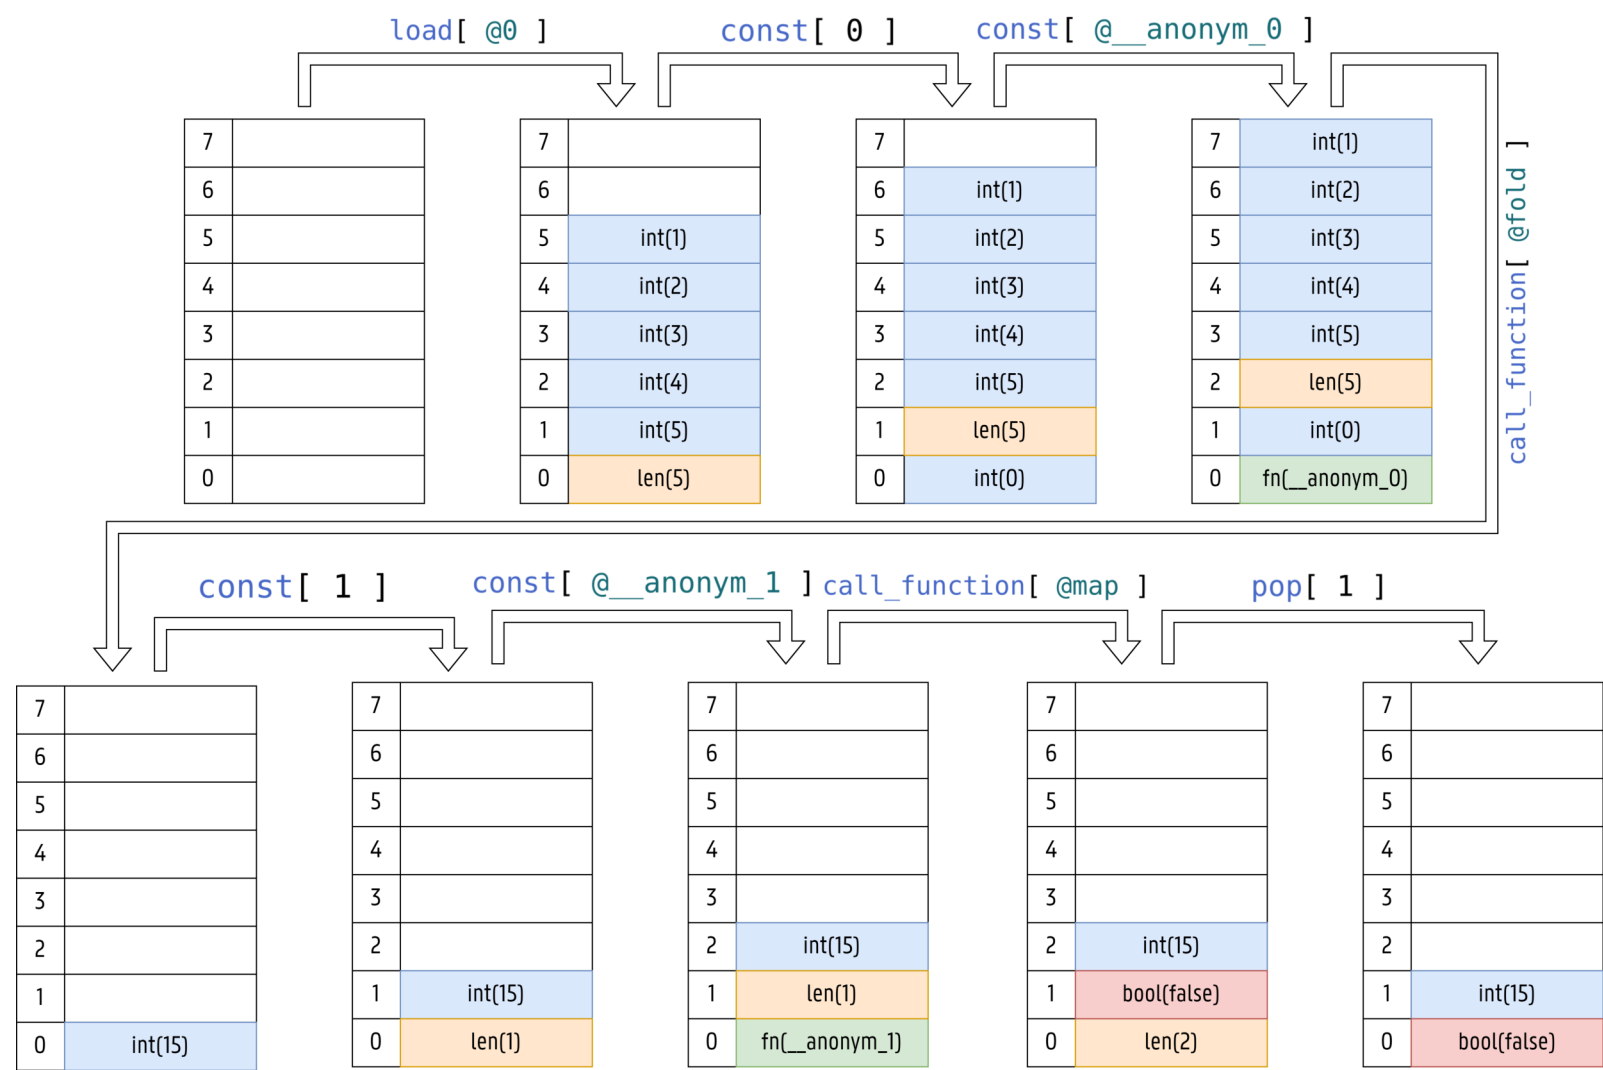 load[ @0 ]
const[ 0 ]
const[ @__anonym_0 ]
7
6
5
4
3
2
1
0
7
6
5 int(1)
4 int(2)
3 int(3)
2 int(4)
1 int(5)
0 len(5)
7
6 int(1)
5 int(2)
4 int(3)
3 int(4)
2 int(5)
1 len(5)
0 int(0)
7 int(1)
6 int(2)
5 int(3)
4 int(4)
3 int(5)
2 len(5)
1 int(0)
0 fn(__anonym_0)
call_function[ @fold ]
const[ 1 ]
const[ @__anonym_1 ]
call_function[ @map ]
pop[ 1 ]
7
6
5
4
3
2
1
0 int(15)
7
6
5
4
3
2
1 int(15)
0 len(1)
7
6
5
4
3
2 int(15)
1 len(1)
0 fn(__anonym_1)
7
6
5
4
3
2 int(15)
1 bool(false)
0 len(2)
7
6
5
4
3
2
1 int(15)
0 bool(false)